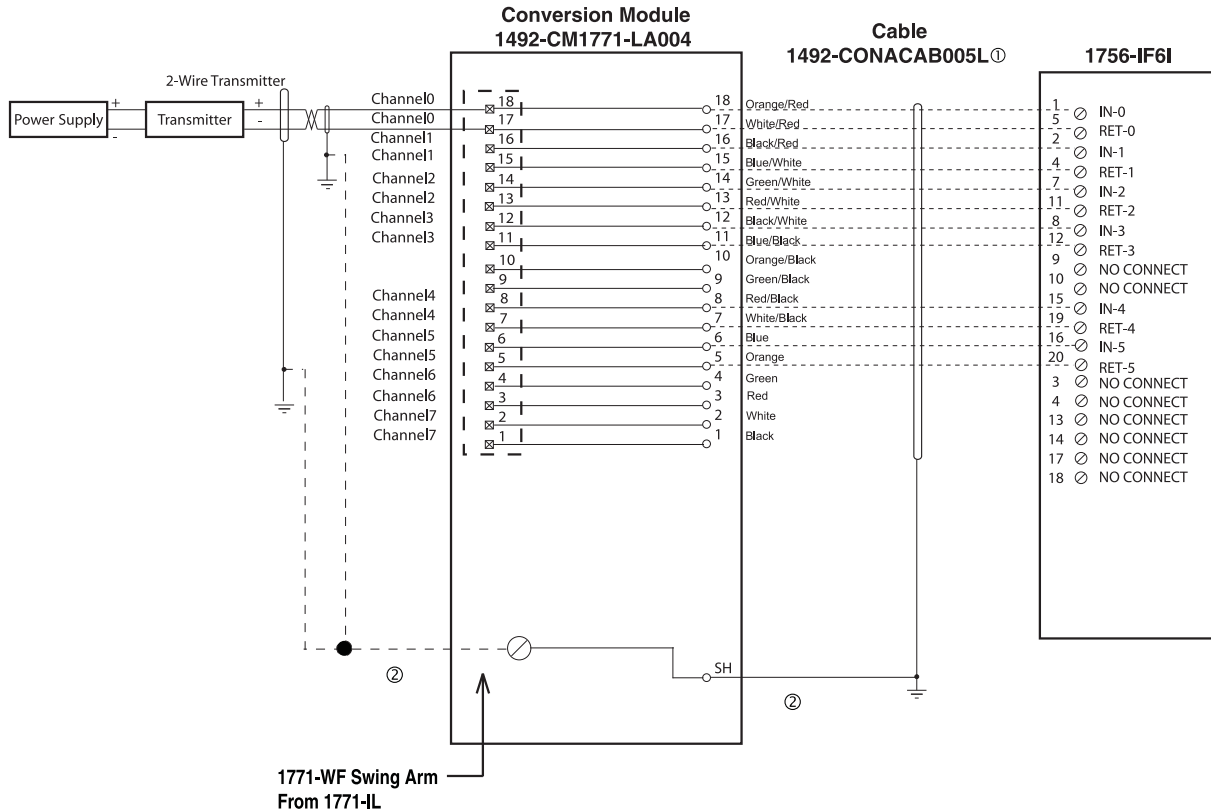 Conversion Module
1492-CM1771-LA004
Cable
1492-CONACAB005L①
1756-IF6I
2-Wire Transmitter
Power Supply
+
-
Transmitter
+
-
Channel0 18 18 Orange/Red 1 IN-0
Channel0 17 17 White/Red 5 RET-0
Channel1 16 16 Black/Red 2 IN-1
Channel1 15 15 Blue/White 4 RET-1
Channel2 14 14 Green/White 7 IN-2
Channel2 13 13 Red/White 11 RET-2
Channel3 12 12 Black/White 8 IN-3
Channel3 11 11 Blue/Black 12 RET-3
10 10 Orange/Black 9 NO CONNECT
9 9 Green/Black 10 NO CONNECT
Channel4 8 8 Red/Black 15 IN-4
Channel4 7 7 White/Black 19 RET-4
Channel5 6 6 Blue 16 IN-5
Channel5 5 5 Orange 20 RET-5
Channel6 4 4 Green 3 NO CONNECT
Channel6 3 3 Red 4 NO CONNECT
Channel7 2 2 White 13 NO CONNECT
Channel7 1 1 Black 14 NO CONNECT
17 NO CONNECT
18 NO CONNECT
②
SH
②
1771-WF Swing Arm
From 1771-IL